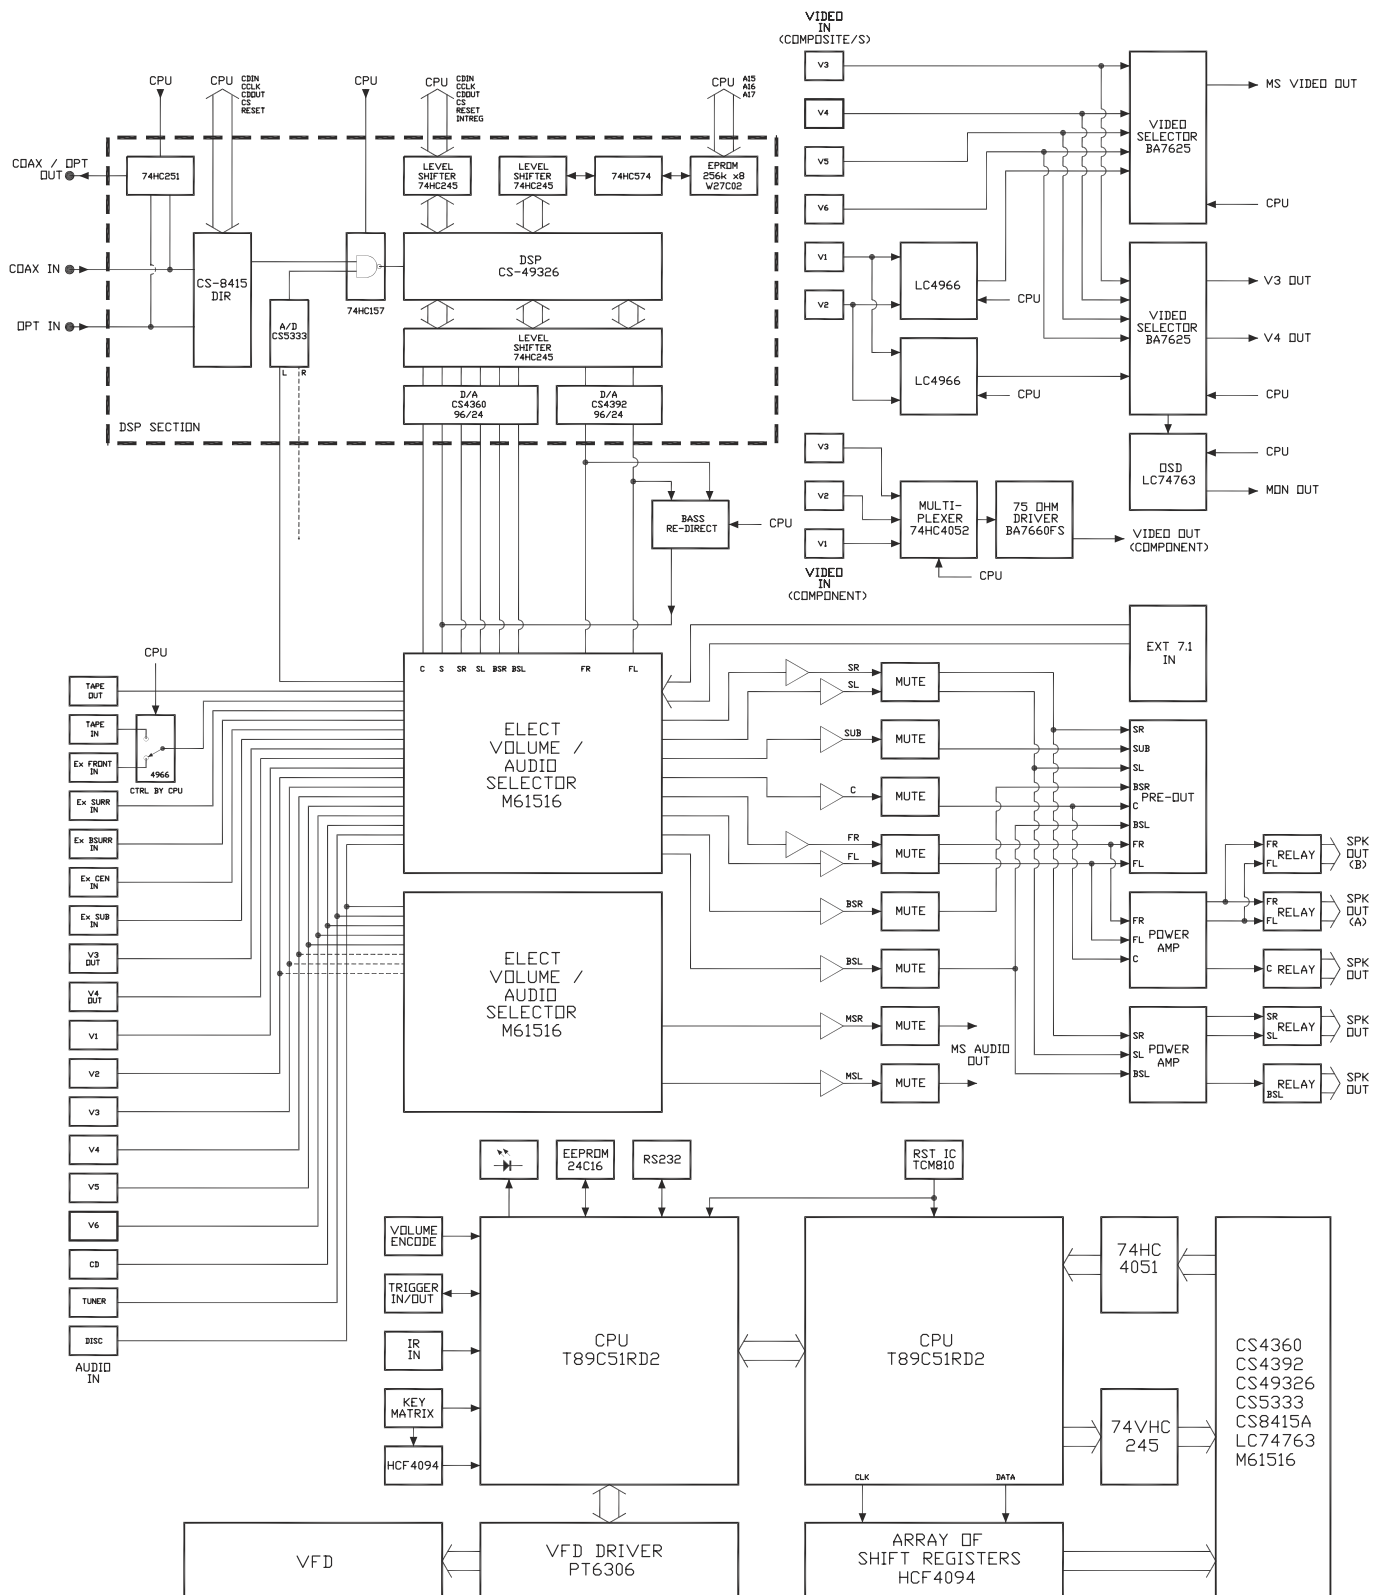 VIDEO
IN
(COMPOSITE/S)
V3
V4
V5
V6
V1
V2
VIDEO
SELECTOR
BA7625
MS VIDEO OUT
CPU
LC4966
CPU
LC4966
CPU
VIDEO
SELECTOR
BA7625
V3 OUT
V4 OUT
CPU
OSD
LC74763
CPU
MON OUT
V3
V2
V1
VIDEO
IN
(COMPONENT)
MULTI-
PLEXER
74HC4052
CPU
75 OHM
DRIVER
BA7660FS
VIDEO OUT
(COMPONENT)
CPU
CPU
CDIN
CCLK
CDOUT
CS
RESET
CPU
CPU
CDIN
CCLK
CDOUT
CS
RESET
INTREG
CPU
A15
A16
A17
COAX / OPT
OUT
74HC251
LEVEL
SHIFTER
74HC245
LEVEL
SHIFTER
74HC245
74HC574
EPROM
256k x8
W27C02
COAX IN
OPT IN
CS-8415
DIR
A/D
CS5333
L
R
74HC157
DSP
CS-49326
LEVEL
SHIFTER
74HC245
D/A
CS4360
96/24
D/A
CS4392
96/24
DSP SECTION
BASS
RE-DIRECT
CPU
CPU
TAPE
OUT
TAPE
IN
Ex FRONT
IN
4966
CTRL BY CPU
Ex SURR
IN
Ex BSURR
IN
Ex CEN
IN
Ex SUB
IN
V3
OUT
V4
OUT
V1
V2
V3
V4
V5
V6
CD
TUNER
DISC
AUDIO
IN
C S SR SL BSR BSL FR FL
ELECT
VOLUME /
AUDIO
SELECTOR
M61516
ELECT
VOLUME /
AUDIO
SELECTOR
M61516
EXT 7.1
IN
SR
SL
MUTE
SUB
MUTE
C
MUTE
FR
FL
MUTE
BSR
MUTE
BSL
MUTE
MSR
MUTE
MSL
MUTE
MS AUDIO
OUT
SR
SUB
SL
BSR
PRE-OUT
C
BSL
FR
FL
FR
FL
C
POWER
AMP
SR
SL
BSL
POWER
AMP
FR
FL
RELAY
SPK
OUT
(B)
FR
FL
RELAY
SPK
OUT
(A)
C RELAY
SPK
OUT
SR
SL
RELAY
SPK
OUT
RELAY
BSL
SPK
OUT
EEPROM
24C16
RS232
RST IC
TCM810
VOLUME
ENCODE
TRIGGER
IN/OUT
IR
IN
KEY
MATRIX
HCF4094
CPU
T89C51RD2
CPU
T89C51RD2
CLK
DATA
74HC
4051
74VHC
245
CS4360
CS4392
CS49326
CS5333
CS8415A
LC74763
M61516
VFD
VFD DRIVER
PT6306
ARRAY OF
SHIFT REGISTERS
HCF4094